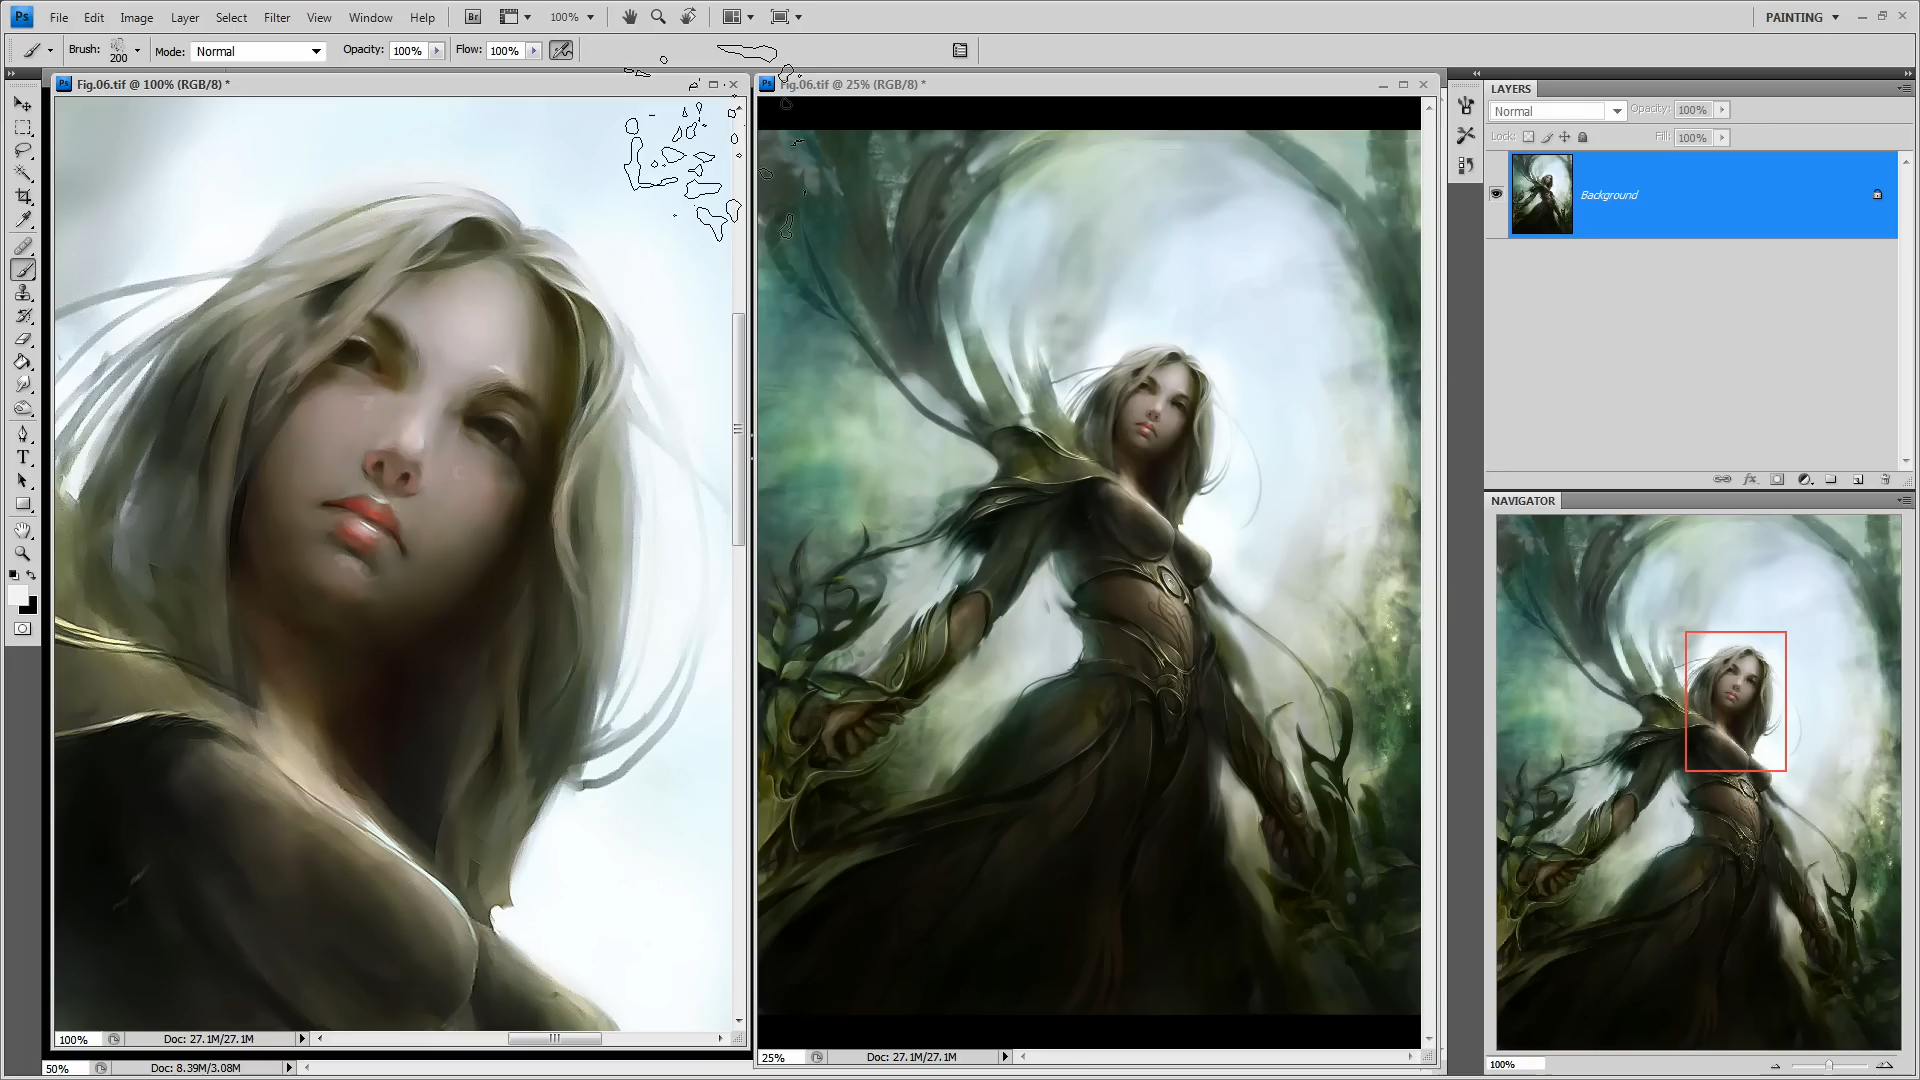 Ps File Edit Image Layer Select Filter View Window Help Br 100% PAINTING
Brush: 200 Mode: Normal Opacity: 100% Flow: 100%
Ps Fig.06.tif @ 100% (RGB/8) *
Ps Fig.06.tif @ 25% (RGB/8) *
LAYERS
Normal Opacity: 100%
Lock: Fill: 100%
Background
T
fx
NAVIGATOR
100% Doc: 27.1M/27.1M
25% Doc: 27.1M/27.1M
50% Doc: 8.39M/3.08M
100%